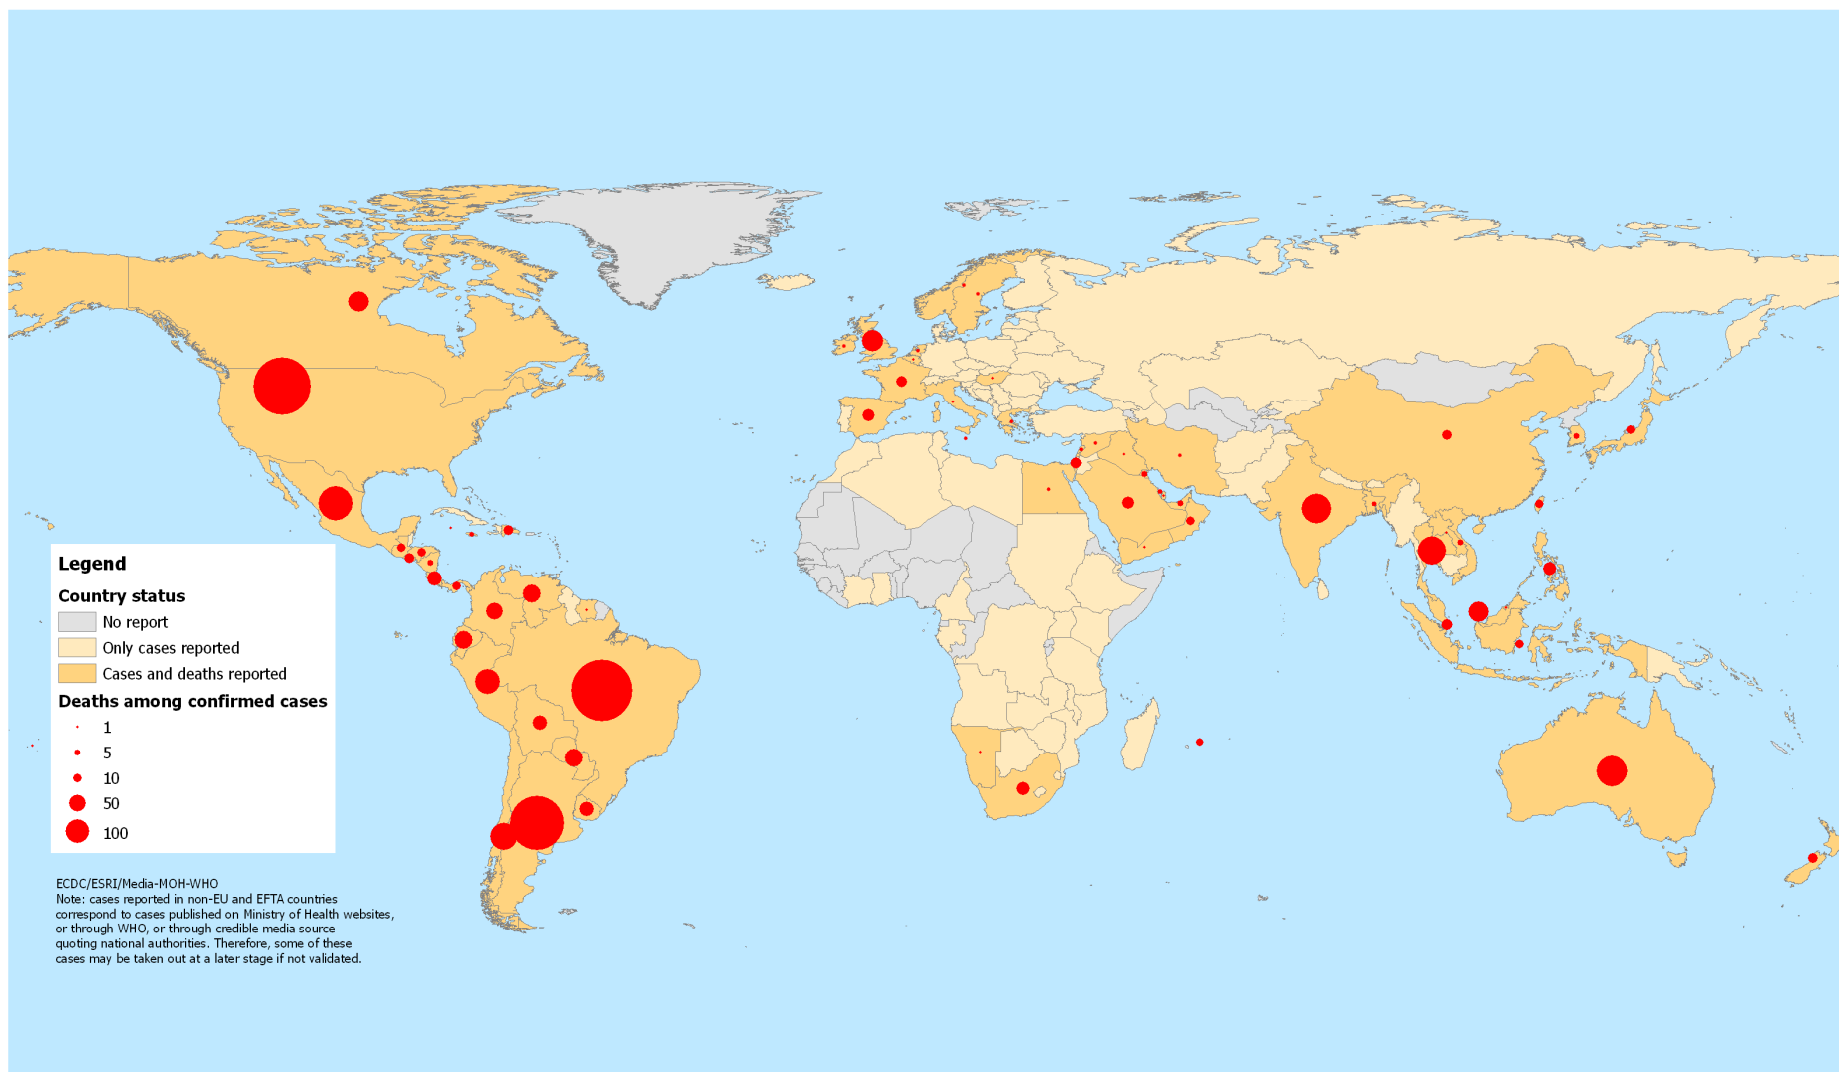 Legend
Country status
No report
Only cases reported
Cases and deaths reported
Deaths among confirmed cases
1
5
10
50
100
ECDC/ESRI/Media-MOH-WHO
Note: cases reported in non-EU and EFTA countries
correspond to cases published on Ministry of Health websites,
or through WHO, or through credible media source
quoting national authorities. Therefore, some of these
cases may be taken out at a later stage if not validated.